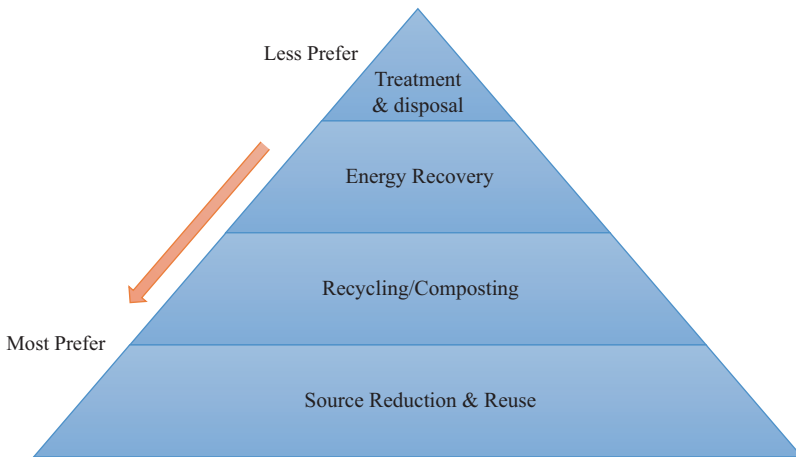 Less Prefer
Treatment
& disposal
Energy Recovery
Recycling/Composting
Most Prefer
Source Reduction & Reuse